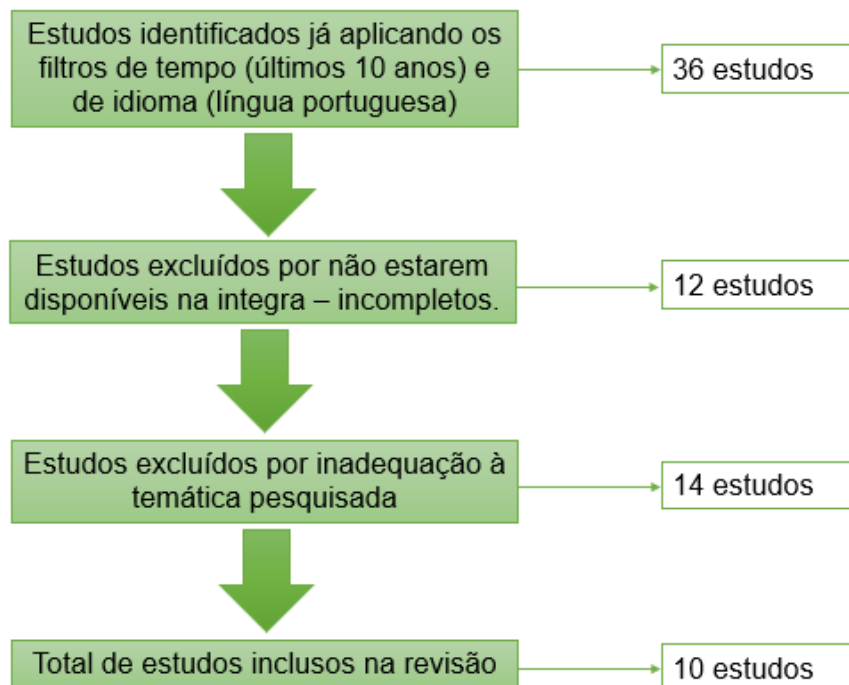 Estudos identificados já aplicando os
filtros de tempo (últimos 10 anos) e
de idioma (língua portuguesa)
36 estudos
Estudos excluídos por não estarem
disponíveis na integra – incompletos.
12 estudos
Estudos excluídos por inadequação à
temática pesquisada
14 estudos
Total de estudos inclusos na revisão
10 estudos